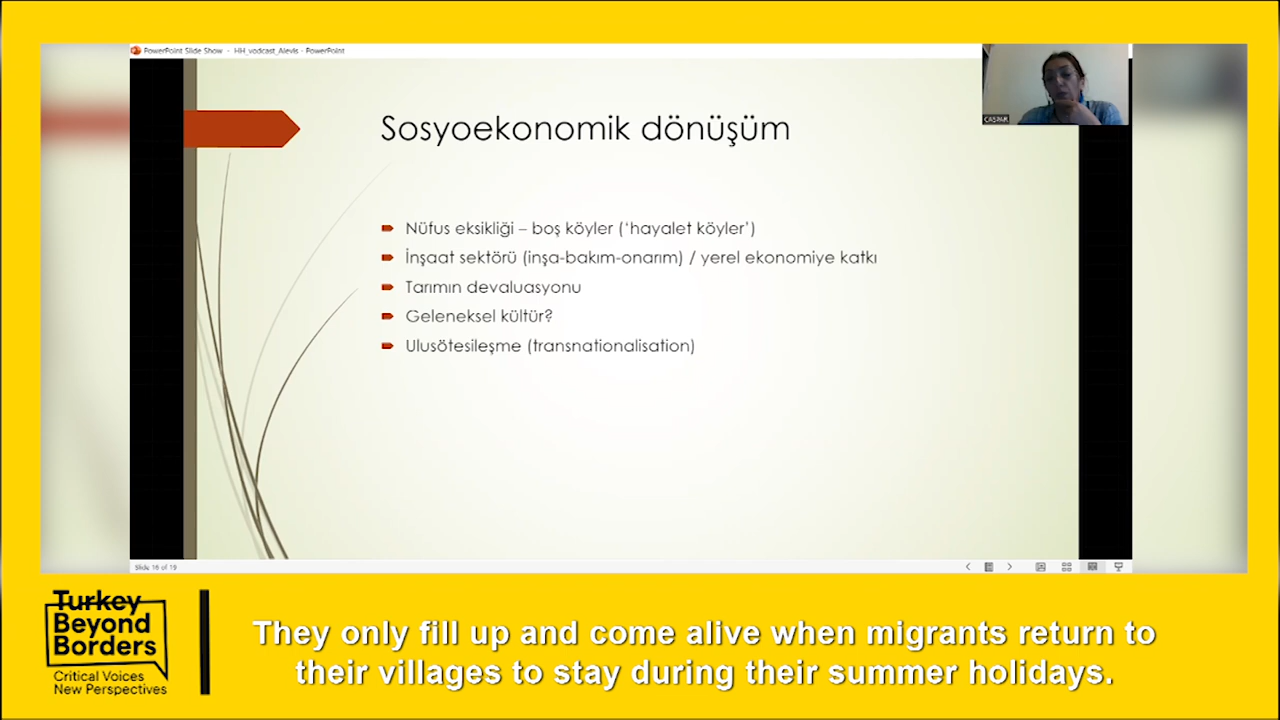 PowerPoint Slide Show - HH_vodcast_Alevis - PowerPoint
CASPAR
Sosyoekonomik dönüşüm
Nüfus eksikliği – boş köyler (‘hayalet köyler’)
İnşaat sektörü (inşa-bakım-onarım) / yerel ekonomiye katkı
Tarımın devaluasyonu
Geleneksel kültür?
Ulusötesileşme (transnationalisation)
Slide 16 of 19
Turkey
Beyond
Borders
Critical Voices
New Perspectives
They only fill up and come alive when migrants return to
their villages to stay during their summer holidays.